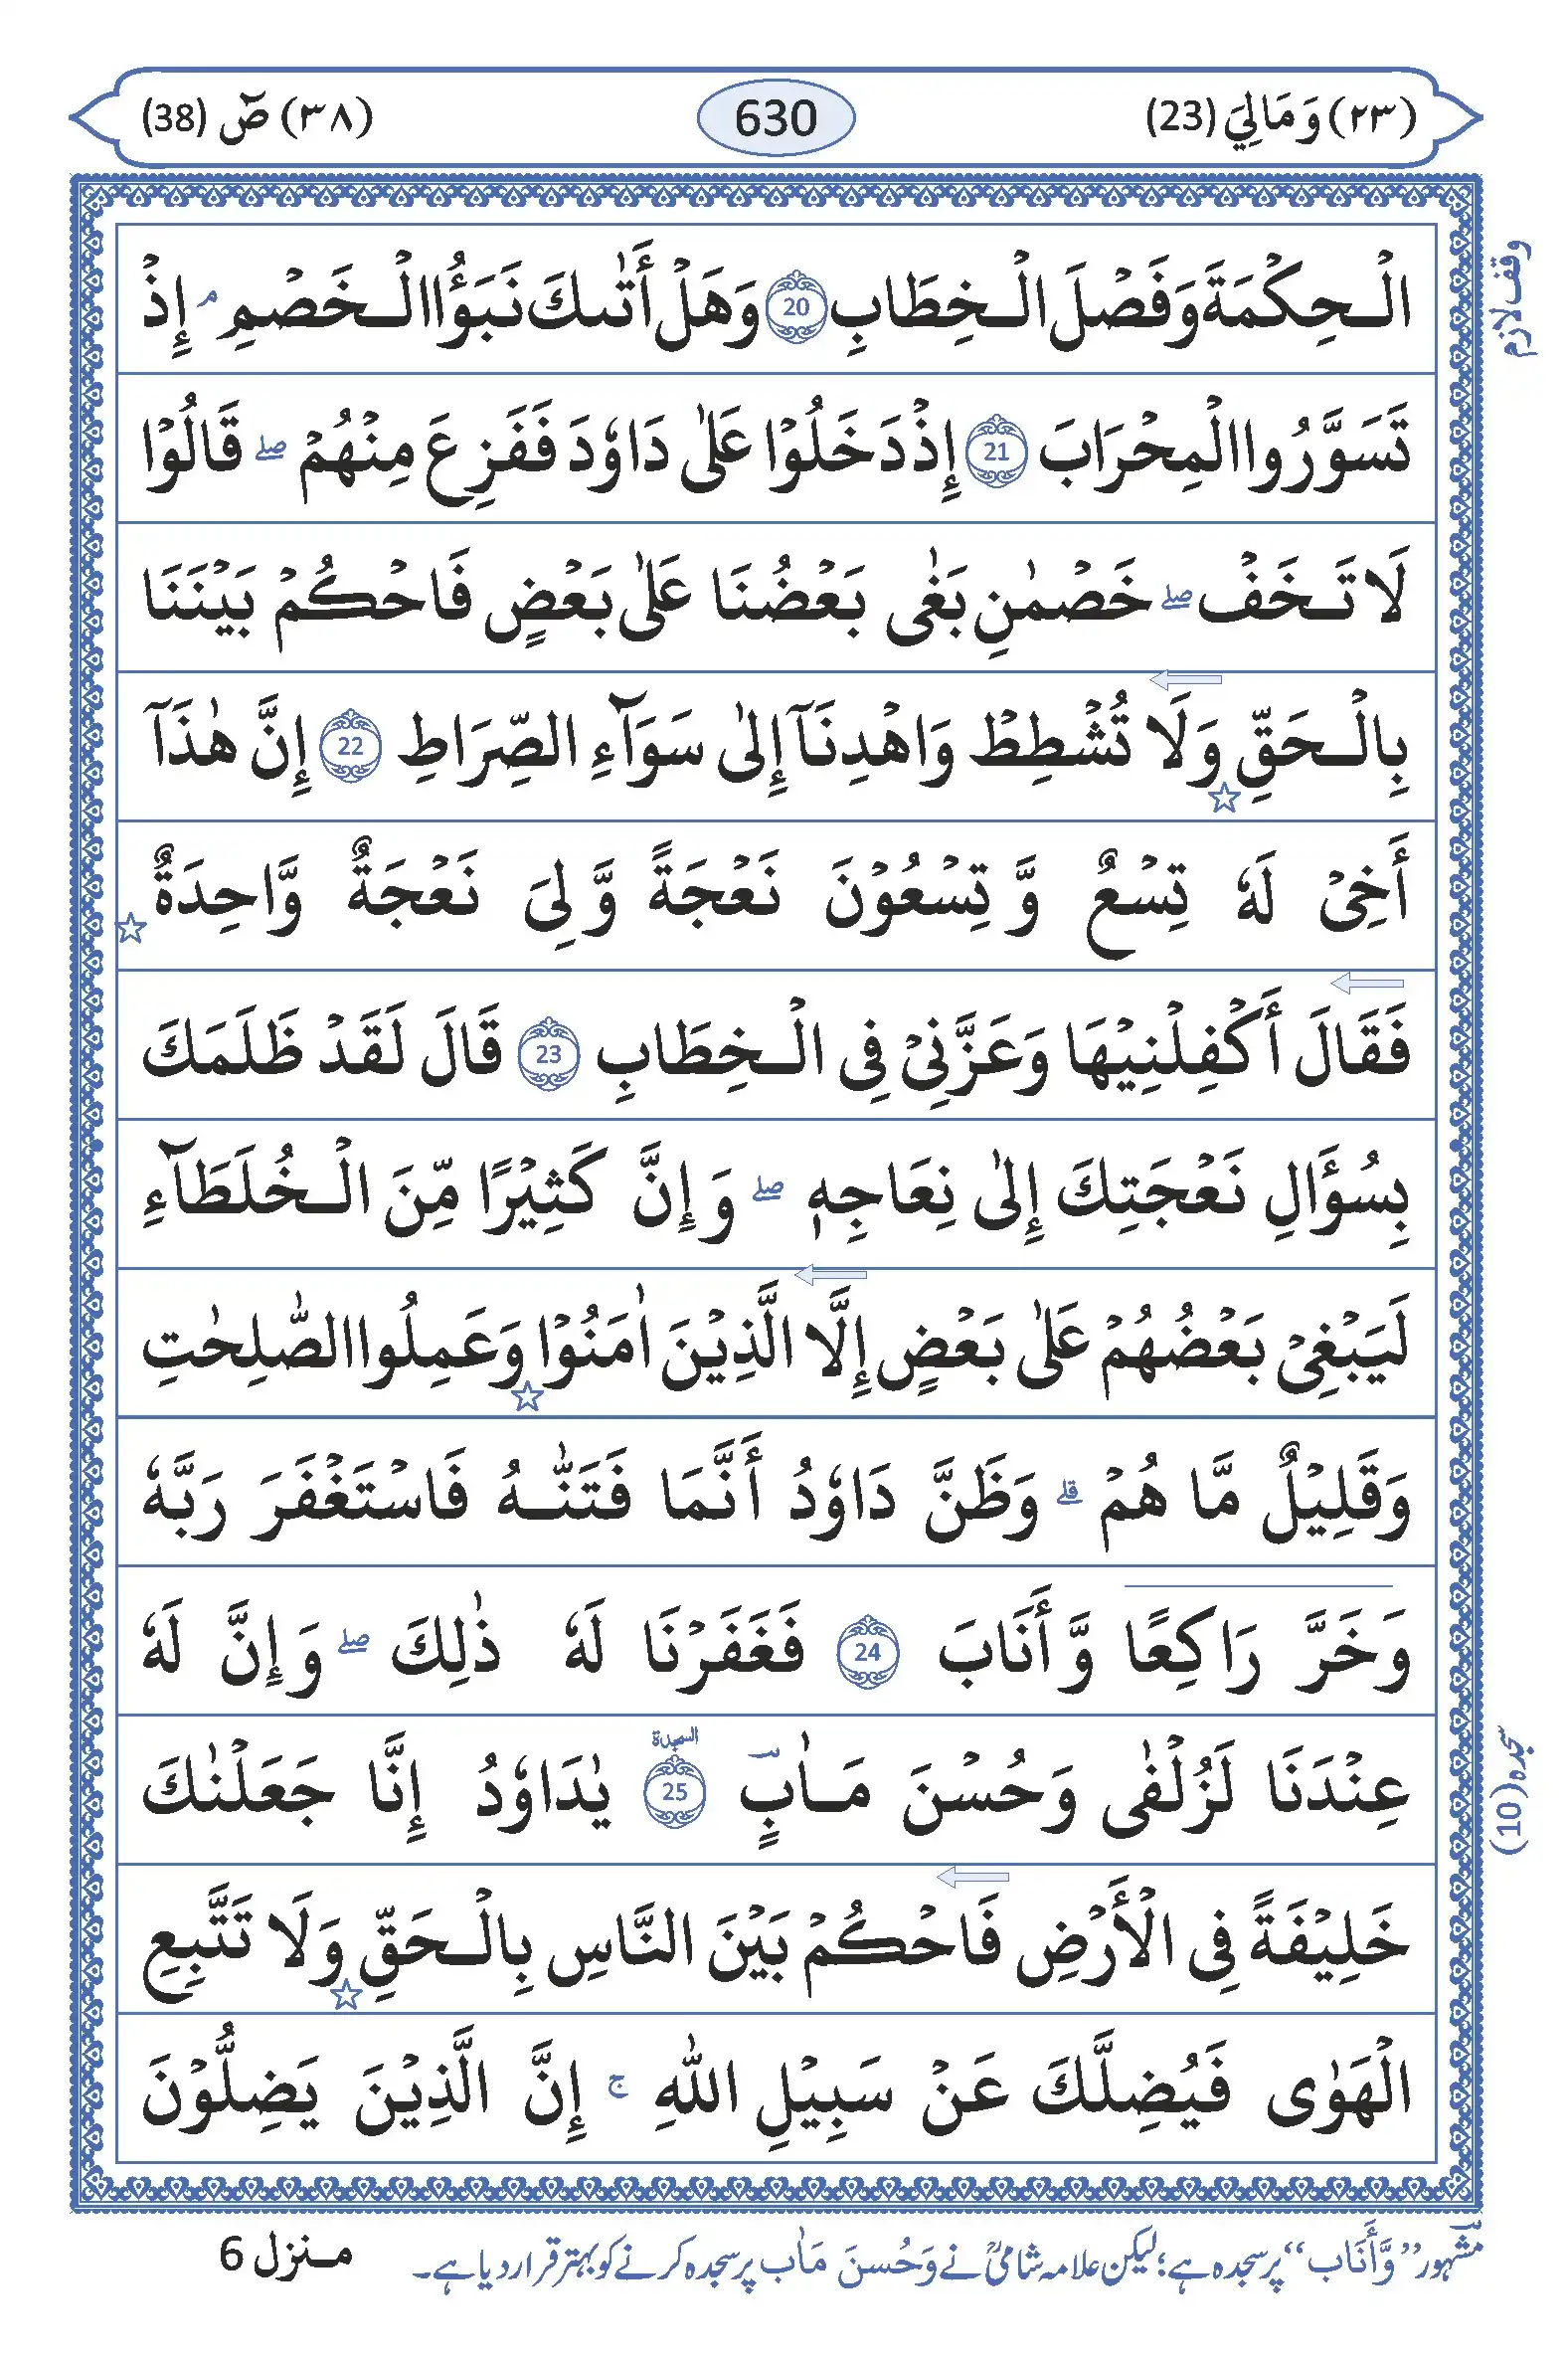 (٢٣) وَمَالِيَ (23) 630 (٣٨) صٓ (38)
الْحِكْمَةَ وَفَصْلَ الْخِطَابِ 20 وَهَلْ أَتٰىكَ نَبَؤُا الْخَصْمِ ۘ إِذْ
وقف لازم
تَسَوَّرُوا الْمِحْرَابَ 21 إِذْ دَخَلُوْا عَلٰى دَاوٗدَ فَفَزِعَ مِنْهُمْ ۖ قَالُوْا
لَا تَخَفْ ۖ خَصْمٰنِ بَغٰى بَعْضُنَا عَلٰى بَعْضٍ فَاحْكُمْ بَيْنَنَا
بِالْحَقِّ ☆ وَلَا تُشْطِطْ وَاهْدِنَآ إِلٰى سَوَآءِ الصِّرَاطِ 22 إِنَّ هٰذَآ
أَخِيْ لَهٗ تِسْعٌ وَّتِسْعُوْنَ نَعْجَةً وَّلِيَ نَعْجَةٌ وَّاحِدَةٌ ☆
فَقَالَ أَكْفِلْنِيْهَا وَعَزَّنِيْ فِي الْخِطَابِ 23 قَالَ لَقَدْ ظَلَمَكَ
بِسُؤَالِ نَعْجَتِكَ إِلٰى نِعَاجِهٖ ۖ وَإِنَّ كَثِيْرًا مِّنَ الْخُلَطَآءِ
لَيَبْغِيْ بَعْضُهُمْ عَلٰى بَعْضٍ إِلَّا الَّذِيْنَ اٰمَنُوْا ☆ وَعَمِلُوا الصّٰلِحٰتِ
وَقَلِيْلٌ مَّا هُمْ ۗ وَظَنَّ دَاوٗدُ أَنَّمَا فَتَنّٰهُ فَاسْتَغْفَرَ رَبَّهٗ
وَخَرَّ رَاكِعًا وَّأَنَابَ 24 فَغَفَرْنَا لَهٗ ذٰلِكَ ۖ وَإِنَّ لَهٗ
عِنْدَنَا لَزُلْفٰى وَحُسْنَ مَاٰبٍ السجدة 25 يٰدَاوٗدُ إِنَّا جَعَلْنٰكَ
سجدہ (10)
خَلِيْفَةً فِي الْأَرْضِ فَاحْكُمْ بَيْنَ النَّاسِ بِالْحَقِّ ☆ وَلَا تَتَّبِعِ
الْهَوٰى فَيُضِلَّكَ عَنْ سَبِيْلِ اللّٰهِ ۚ إِنَّ الَّذِيْنَ يَضِلُّوْنَ
مشہور ’’وَّأَنَاب‘‘ پر سجدہ ہے؛ لیکن علامہ شامیؒ نے وَحُسنَ مَاٰب پر سجدہ کرنے کو بہتر قرار دیا ہے۔ مـنزل 6